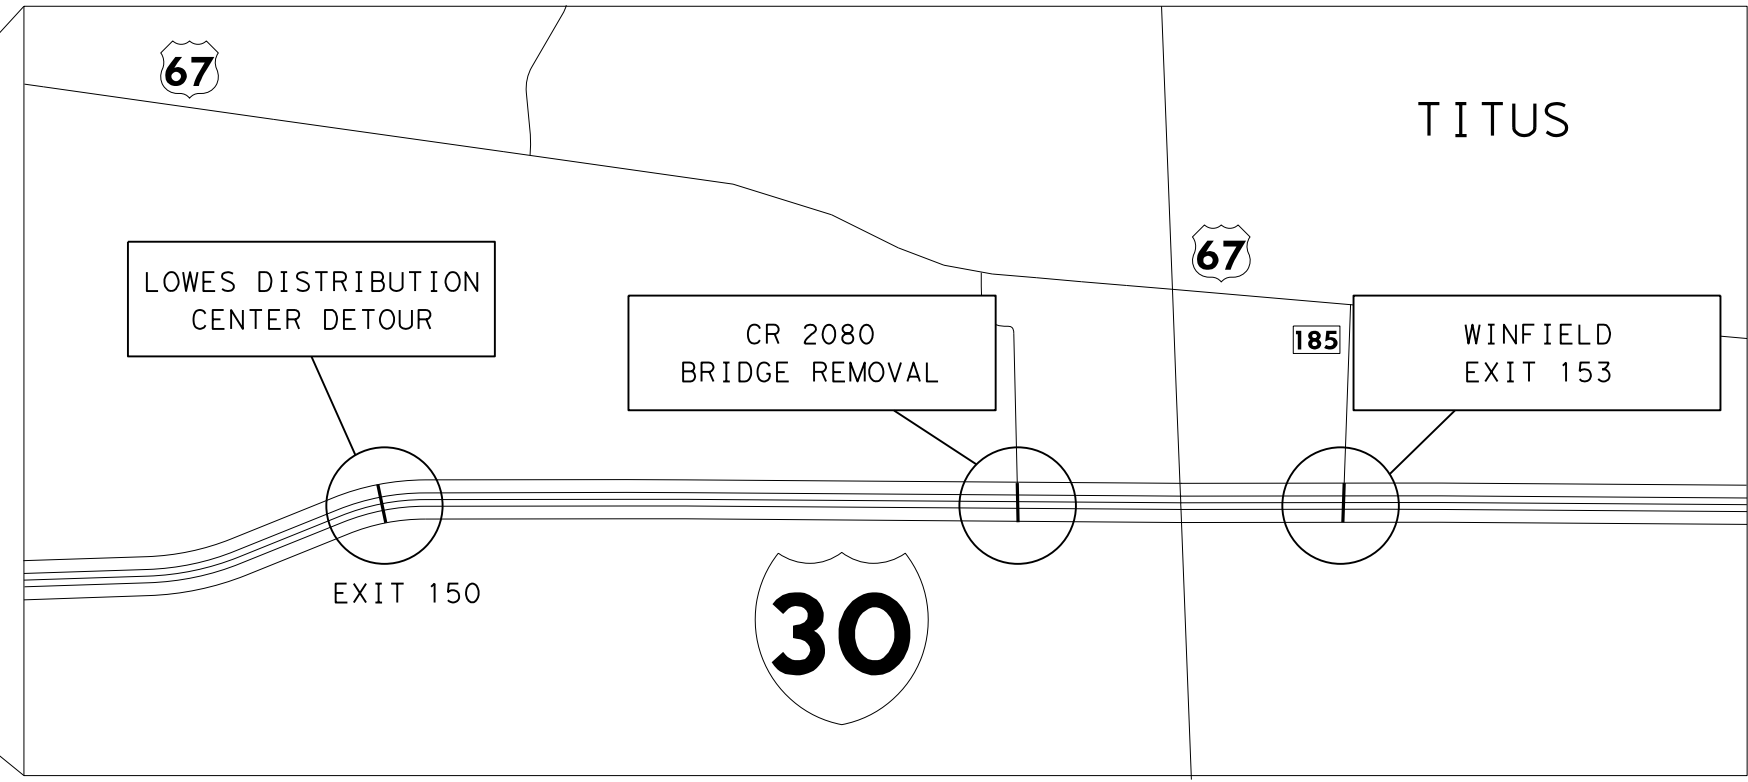 67
TITUS
67
LOWES DISTRIBUTION
CENTER DETOUR
CR 2080
BRIDGE REMOVAL
185
WINFIELD
EXIT 153
EXIT 150
30